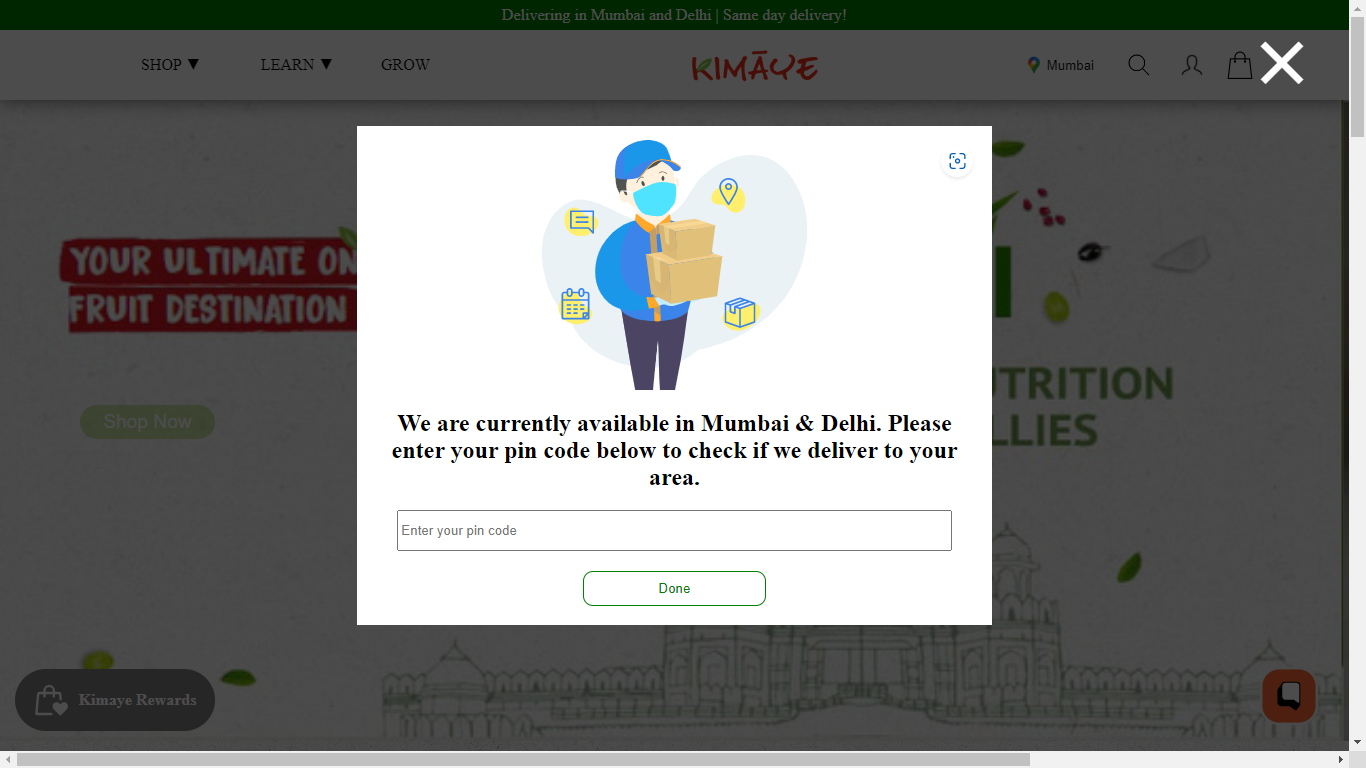 Delivering in Mumbai and Delhi | Same day delivery!
SHOP ▼ LEARN ▼ GROW
KIMĀYE
Mumbai
YOUR ULTIMATE ON
FRUIT DESTINATION
Shop Now
UTRITION
LLIES
We are currently available in Mumbai & Delhi. Please
enter your pin code below to check if we deliver to your
area.
Enter your pin code
Done
Kimaye Rewards